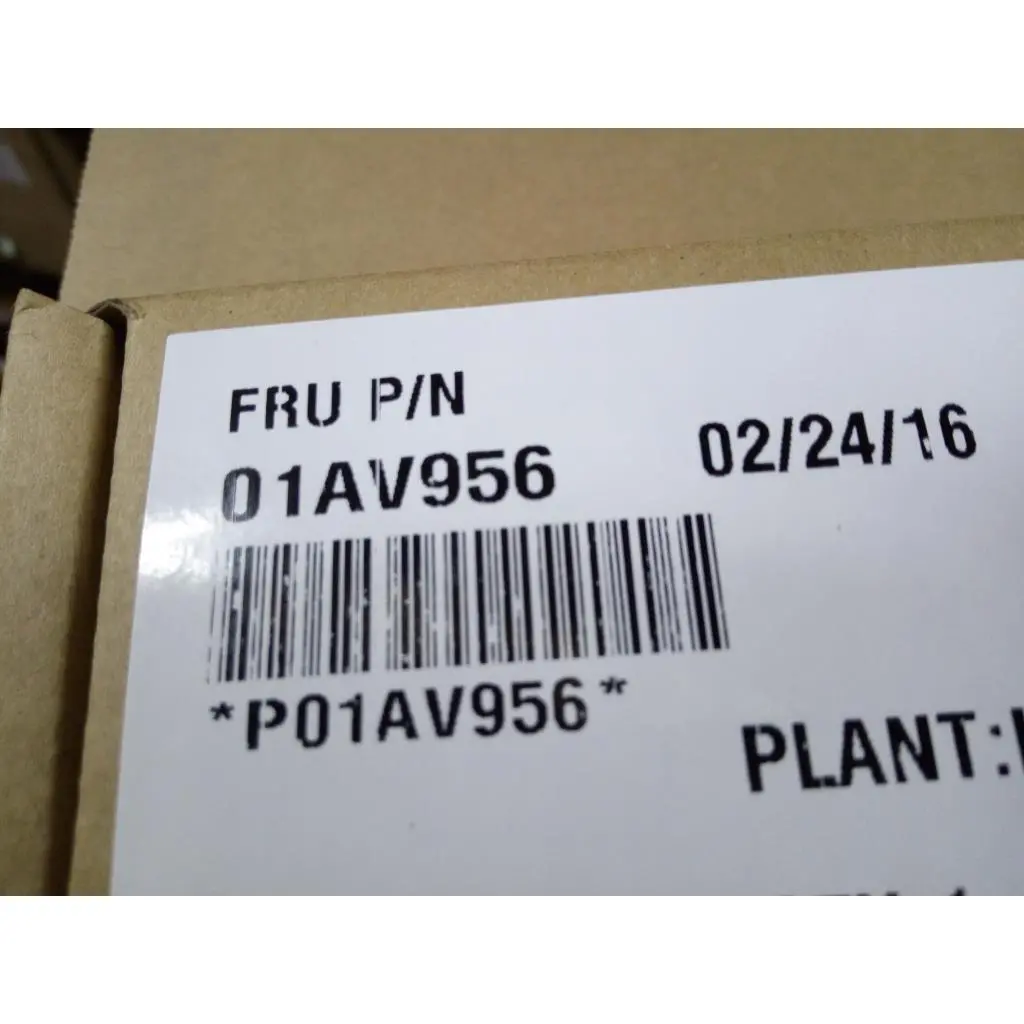 FRU P/N
01AV956 02/24/16
*P01AV956*
PLANT: